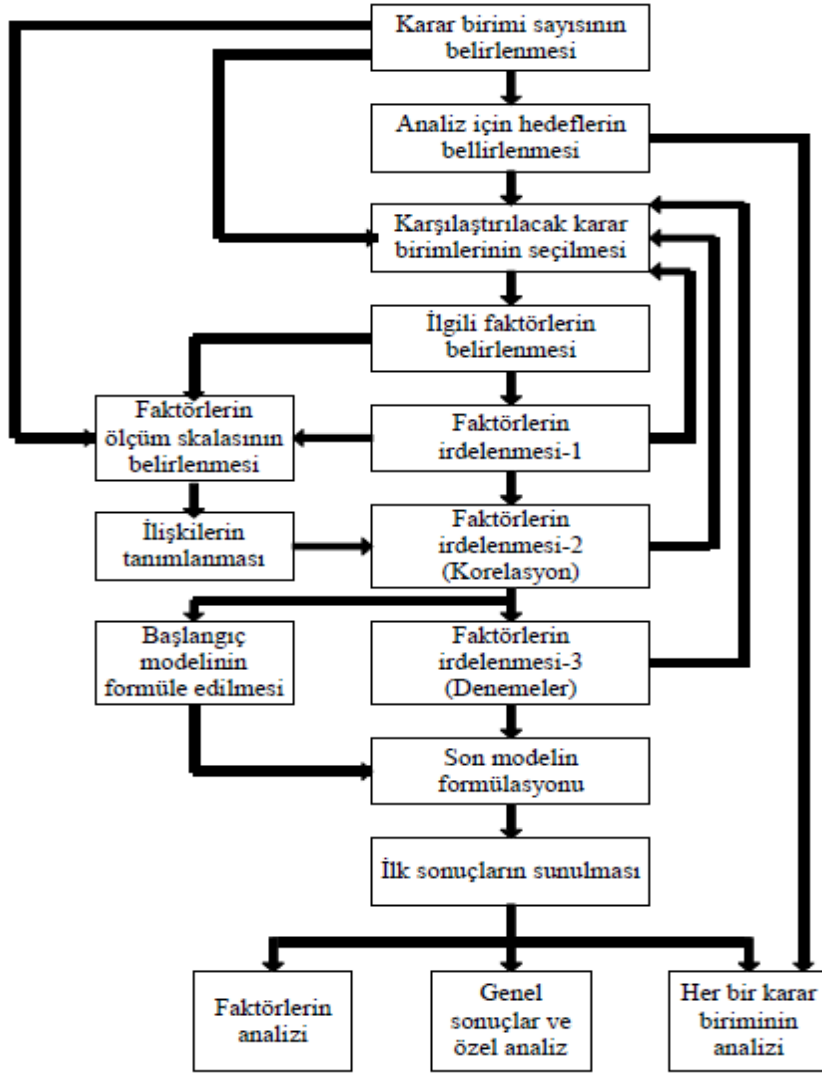 Karar birimi sayısının
belirlenmesi
Analiz için hedeflerin
bellirlenmesi
Karşılaştırılacak karar
birimlerinin seçilmesi
İlgili faktörlerin
belirlenmesi
Faktörlerin
ölçüm skalasının
belirlenmesi
Faktörlerin
irdelenmesi-1
İlişkilerin
tanımlanması
Faktörlerin
irdelenmesi-2
(Korelasyon)
Başlangıç
modelinin
formüle edilmesi
Faktörlerin
irdelenmesi-3
(Denemeler)
Son modelin
formülasyonu
İlk sonuçların sunulması
Faktörlerin
analizi
Genel
sonuçlar ve
özel analiz
Her bir karar
biriminin
analizi